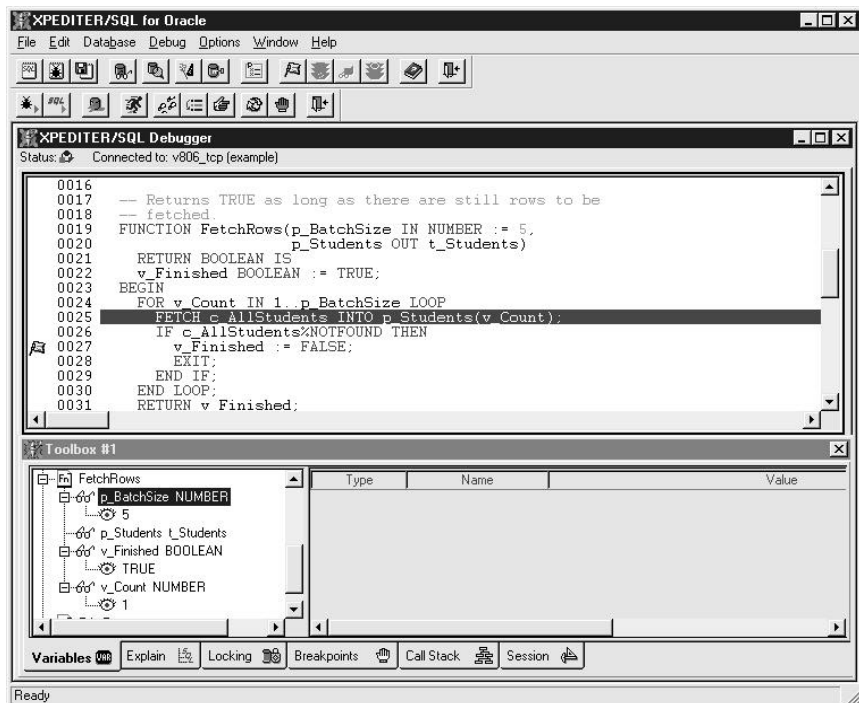 XPEDITER/SQL for Oracle
File Edit Database Debug Options Window Help
SQL
SQL
XPEDITER/SQL Debugger
Status: Connected to: v806_tcp (example)
0016
0017 -- Returns TRUE as long as there are still rows to be
0018 -- fetched.
0019 FUNCTION FetchRows(p_BatchSize IN NUMBER := 5,
0020 p_Students OUT t_Students)
0021 RETURN BOOLEAN IS
0022 v_Finished BOOLEAN := TRUE;
0023 BEGIN
0024 FOR v_Count IN 1..p_BatchSize LOOP
0025 FETCH c_AllStudents INTO p_Students(v_Count);
0026 IF c_AllStudents%NOTFOUND THEN
0027 v_Finished := FALSE;
0028 EXIT;
0029 END IF;
0030 END LOOP;
0031 RETURN v_Finished;
Toolbox #1
Fn FetchRows
p_BatchSize NUMBER
5
p_Students t_Students
v_Finished BOOLEAN
TRUE
v_Count NUMBER
1
Type Name Value
Variables VAR Explain Locking Breakpoints Call Stack Session
Ready